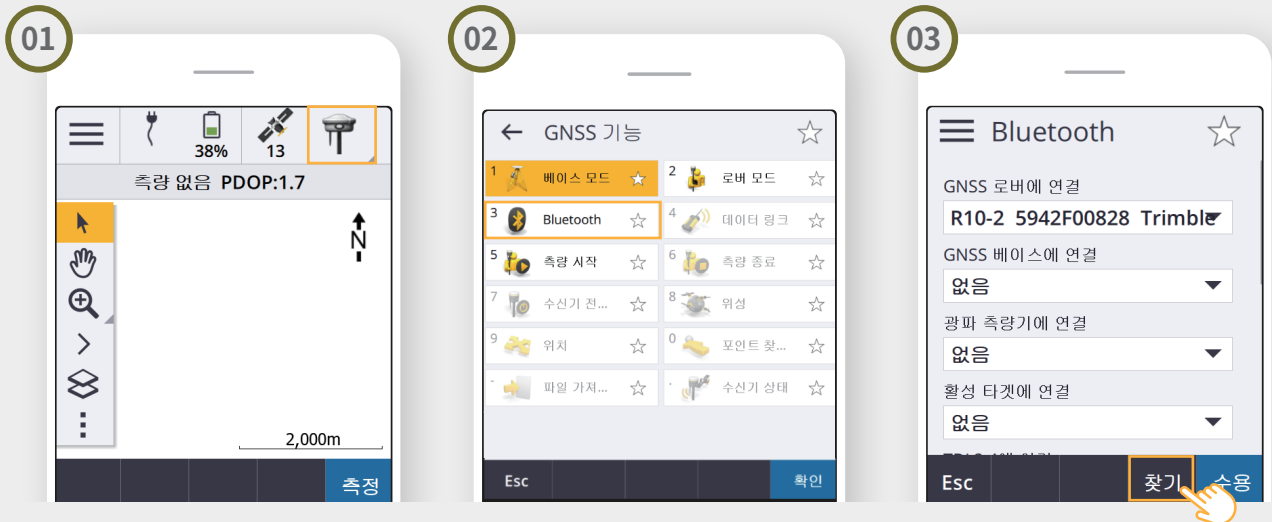 01
38%
13
측량 없음 PDOP:1.7
N
2,000m
측정
02
GNSS 기능
1 베이스 모드
2 로버 모드
3 Bluetooth
4 데이터 링크
5 측량 시작
6 측량 종료
7 수신기 전...
8 위성
9 위치
0 포인트 찾...
- 파일 가져...
. 수신기 상태
Esc 확인
03
Bluetooth
GNSS 로버에 연결
R10-2 5942F00828 Trimble
GNSS 베이스에 연결
없음
광파 측량기에 연결
없음
활성 타겟에 연결
없음
Esc 찾기 수용